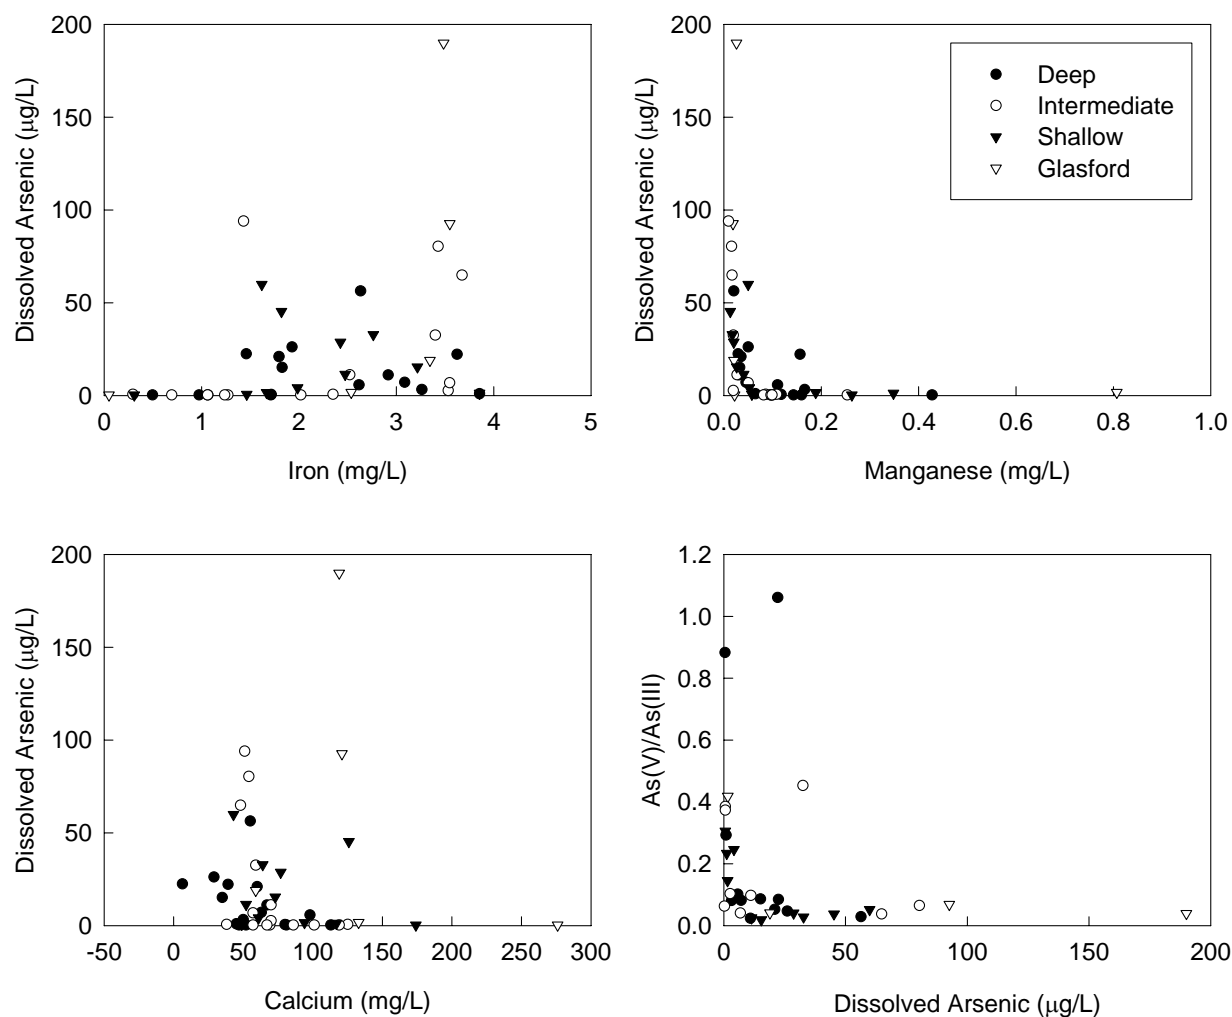 200
150
100
50
0
Dissolved Arsenic (µg/L)
0 1 2 3 4 5
Iron (mg/L)
200
150
100
50
0
Dissolved Arsenic (µg/L)
Deep
Intermediate
Shallow
Glasford
0.0 0.2 0.4 0.6 0.8 1.0
Manganese (mg/L)
200
150
100
50
0
Dissolved Arsenic (µg/L)
-50 0 50 100 150 200 250 300
Calcium (mg/L)
1.2
1.0
0.8
0.6
0.4
0.2
0.0
As(V)/As(III)
0 50 100 150 200
Dissolved Arsenic (µg/L)